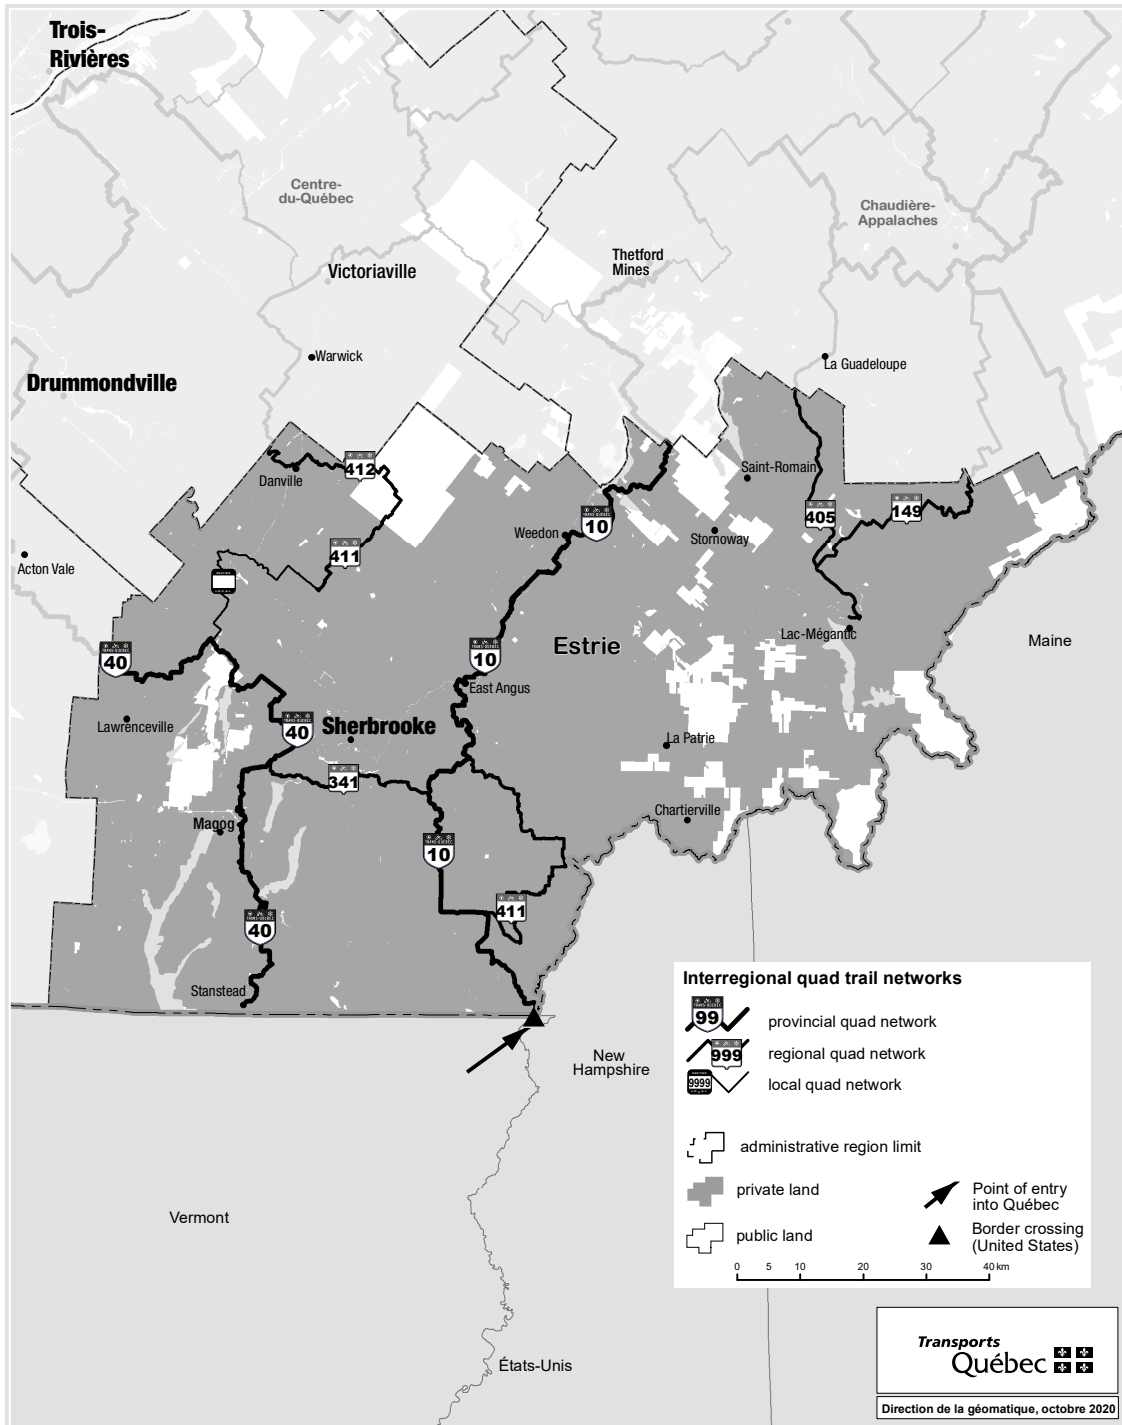 Trois-
Rivières
Centre-
du-Québec
Chaudière-
Appalaches
Thetford
Mines
Victoriaville
Warwick
La Guadeloupe
Drummondville
412
Danville
Saint-Romain
149
405
10
Weedon
Stornoway
411
Acton Vale
Lac-Mégantic
Maine
Estrie
40
10
East Angus
Lawrenceville
40
Sherbrooke
La Patrie
341
Chartierville
Magog
10
411
40
Stanstead
New
Hampshire
Vermont
États-Unis
Interregional quad trail networks
TRANS-QUÉBEC
99
provincial quad network
999
regional quad network
9999
local quad network
administrative region limit
private land
Point of entry
into Québec
public land
Border crossing
(United States)
0 5 10 20 30 40 km
Transports
Québec
Direction de la géomatique, octobre 2020